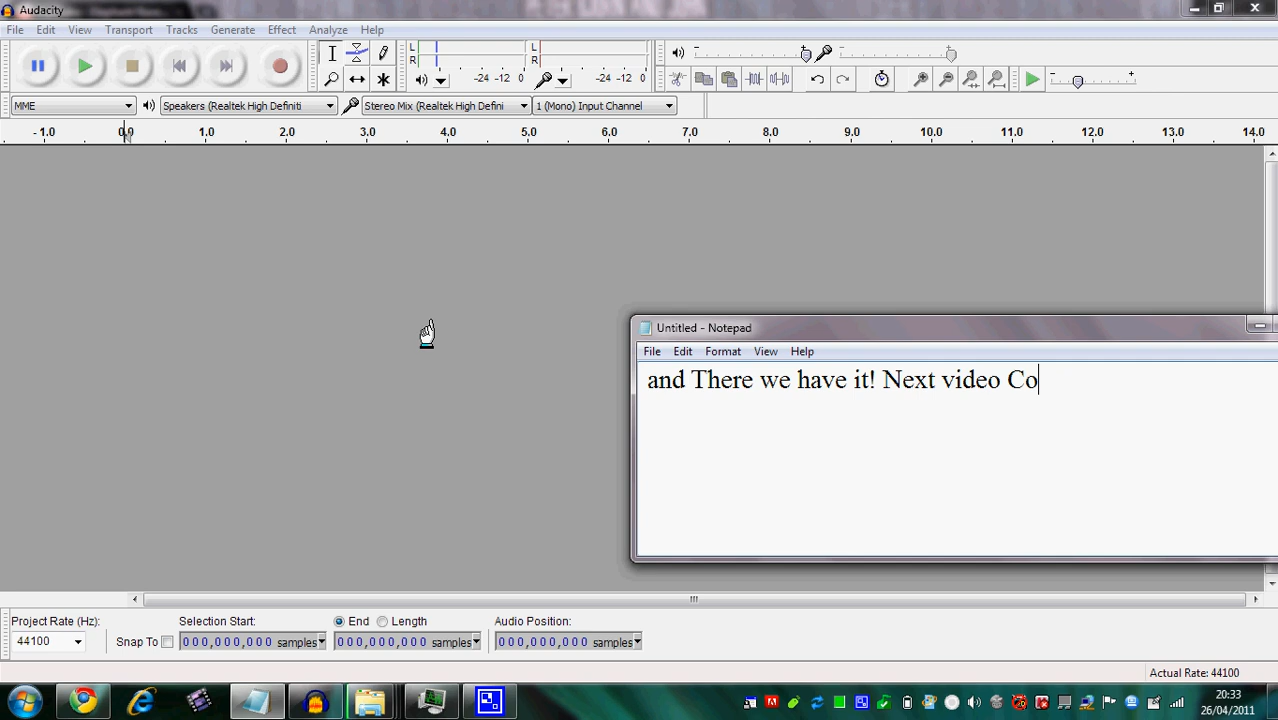 Audacity
File Edit View Transport Tracks Generate Effect Analyze Help
L
R
-24 -12 0
L
R
-24 -12 0
MME
Speakers (Realtek High Definiti
Stereo Mix (Realtek High Defini
1 (Mono) Input Channel
- 1.0 0.0 1.0 2.0 3.0 4.0 5.0 6.0 7.0 8.0 9.0 10.0 11.0 12.0 13.0 14.0
Untitled - Notepad
File Edit Format View Help
and There we have it! Next video Co
Project Rate (Hz): Selection Start: End Length Audio Position:
44100 Snap To 000,000,000 samples 000,000,000 samples 000,000,000 samples
Actual Rate: 44100
20:33
26/04/2011